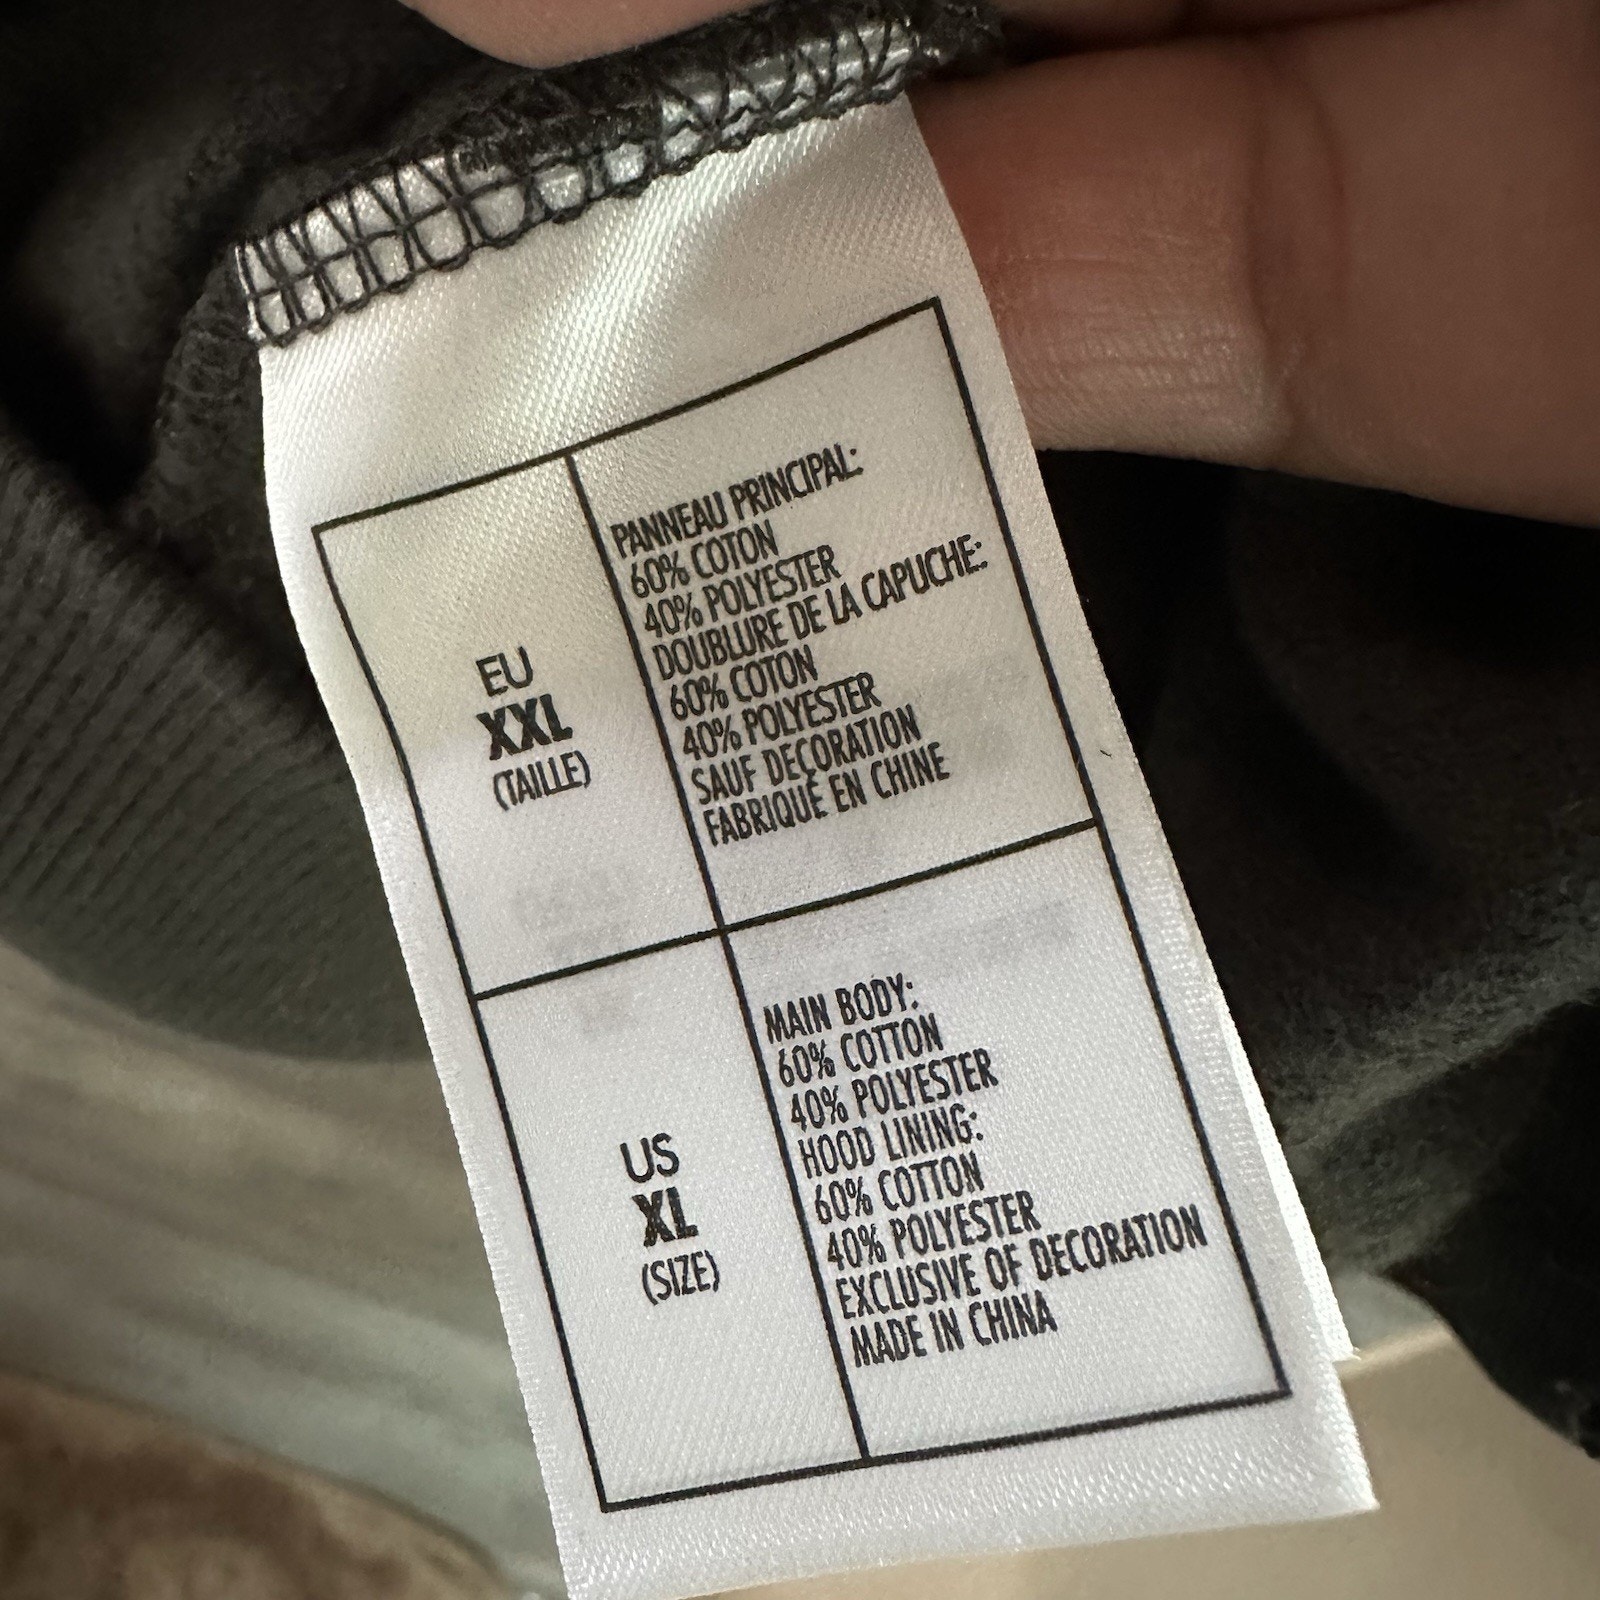 EU
XXL
(TAILLE)
PANNEAU PRINCIPAL:
60% COTON
40% POLYESTER
DOUBLURE DE LA CAPUCHE:
60% COTON
40% POLYESTER
SAUF DECORATION
FABRIQUÉ EN CHINE
US
XL
(SIZE)
MAIN BODY:
60% COTTON
40% POLYESTER
HOOD LINING:
60% COTTON
40% POLYESTER
EXCLUSIVE OF DECORATION
MADE IN CHINA